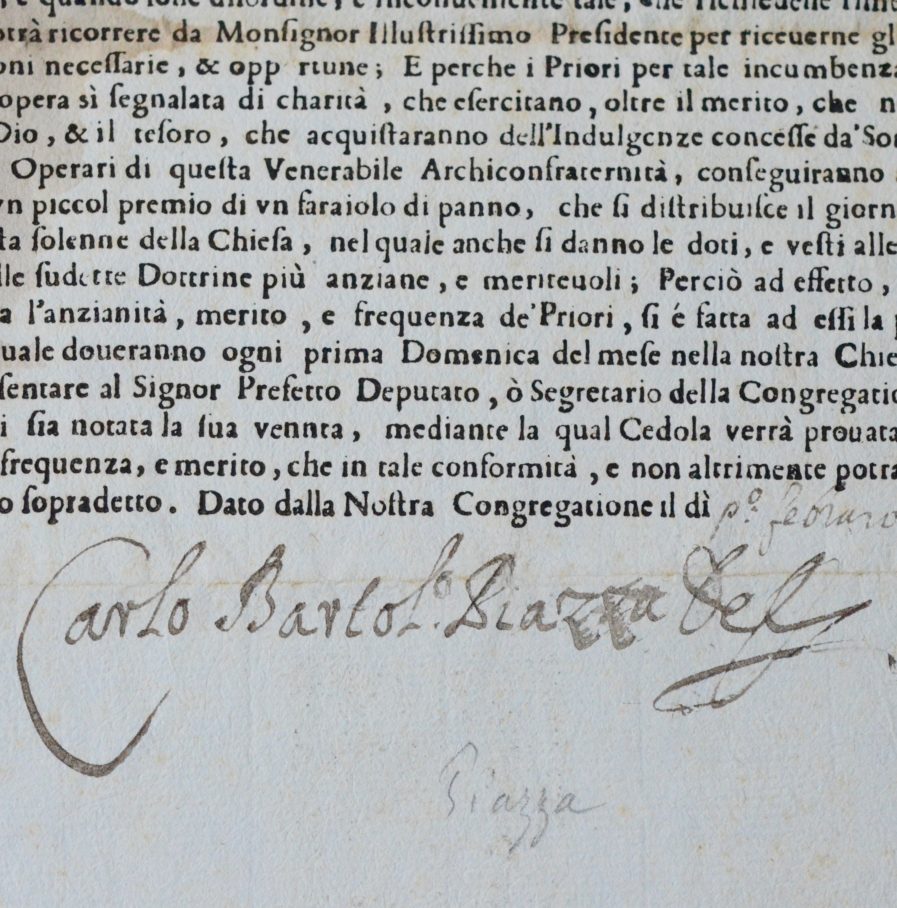 e quando fosse disordine, e inconueniente tale, che richiedesse
otrà ricorrere da Monſignor Illuſtriſſimo Preſidente per riceuerne gl
oni neceſſarie, & opp rtune; E perche i Priori per tale incumbenza
opera sì ſegnalata di charità, che eſercitano, oltre il merito, che n
Dio, & il teſoro, che acquiſtaranno dell'Indulgenze conceſſe da'So
Operari di queſta Venerabile Archiconfraternità, conſeguiranno
vn piccol premio di vn faraiolo di panno, che ſi diſtribuiſce il giorn
ta ſolenne della Chieſa, nel quale anche ſi danno le doti, e veſti alle
lle ſudette Dottrine più anziane, e meriteuoli; Perciò ad effetto,
a l'anzianità, merito, e frequenza de'Priori, ſi é fatta ad eſſi la p
uale doueranno ogni prima Domenica del meſe nella noſtra Chie
ſentare al Signor Prefetto Deputato, ò Segretario della Congregatio
i ſia notata la ſua vennta, mediante la qual Cedola verrà prouata
frequenza, e merito, che in tale conformità, e non altrimente potra
o ſopradetto. Dato dalla Noſtra Congregatione il dì p.º febraro
Carlo Bartol.º Piazza
Piazza